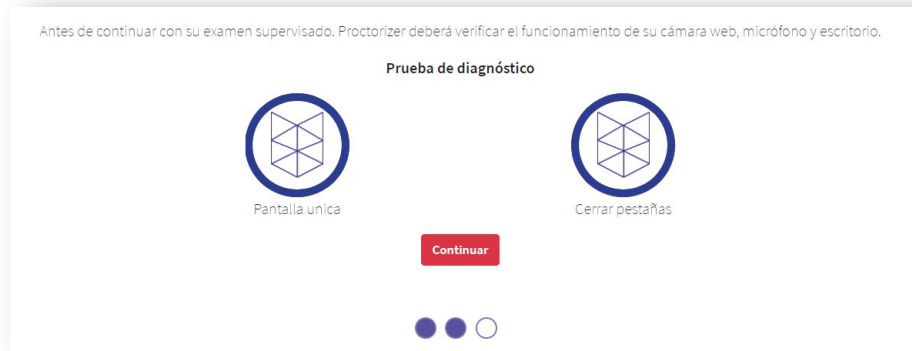 Antes de continuar con su examen supervisado. Proctorizer deberá verificar el funcionamiento de su cámara web, micrófono y escritorio.
Prueba de diagnóstico
Pantalla unica
Cerrar pestañas
Continuar